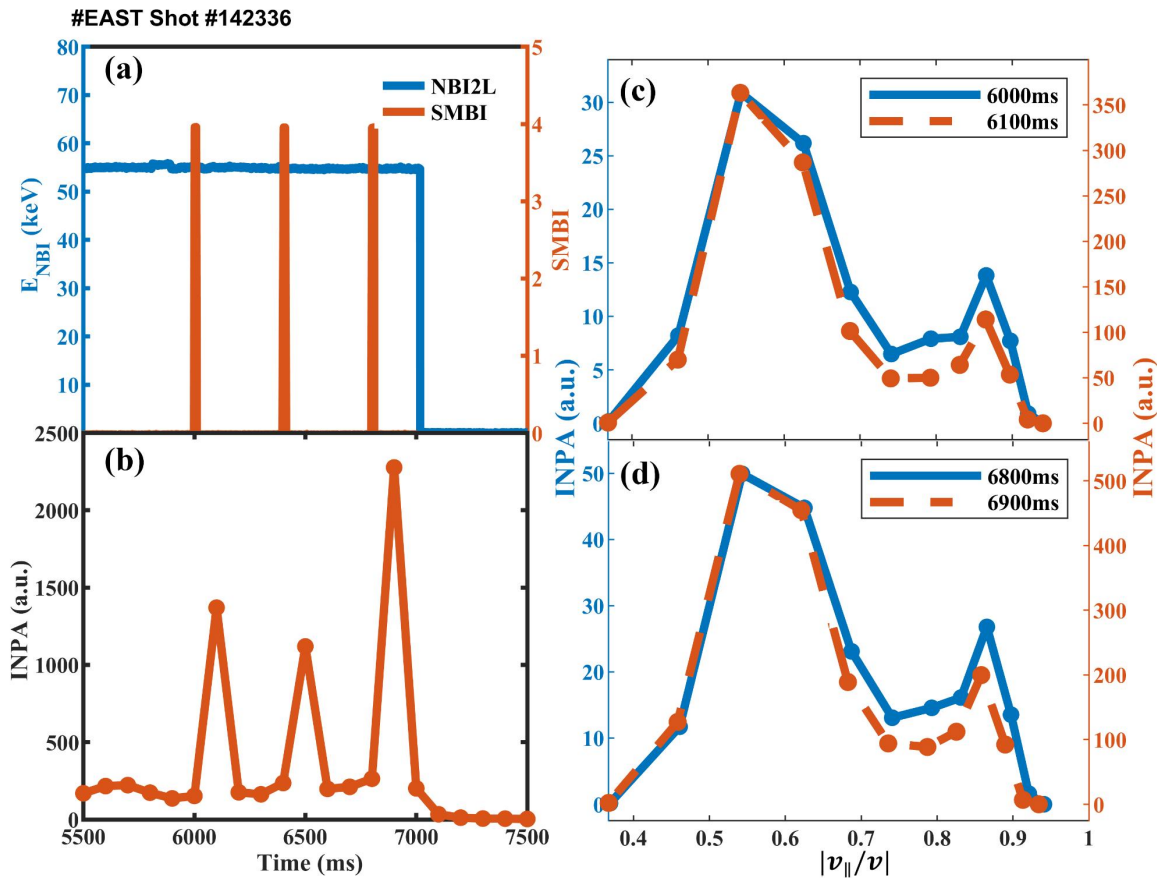 #EAST Shot #142336
(a)
NBI2L
SMBI
80
70
60
50
40
30
20
10
E_NBI (keV)
5
4
3
2
1
0
SMBI
(b)
2500
2000
1500
1000
500
0
INPA (a.u.)
5500 6000 6500 7000 7500
Time (ms)
(c)
6000ms
6100ms
30
25
20
15
10
5
0
INPA (a.u.)
350
300
250
200
150
100
50
0
INPA (a.u.)
(d)
6800ms
6900ms
50
40
30
20
10
0
500
400
300
200
100
0
0.4 0.5 0.6 0.7 0.8 0.9 1
|v∥/v|